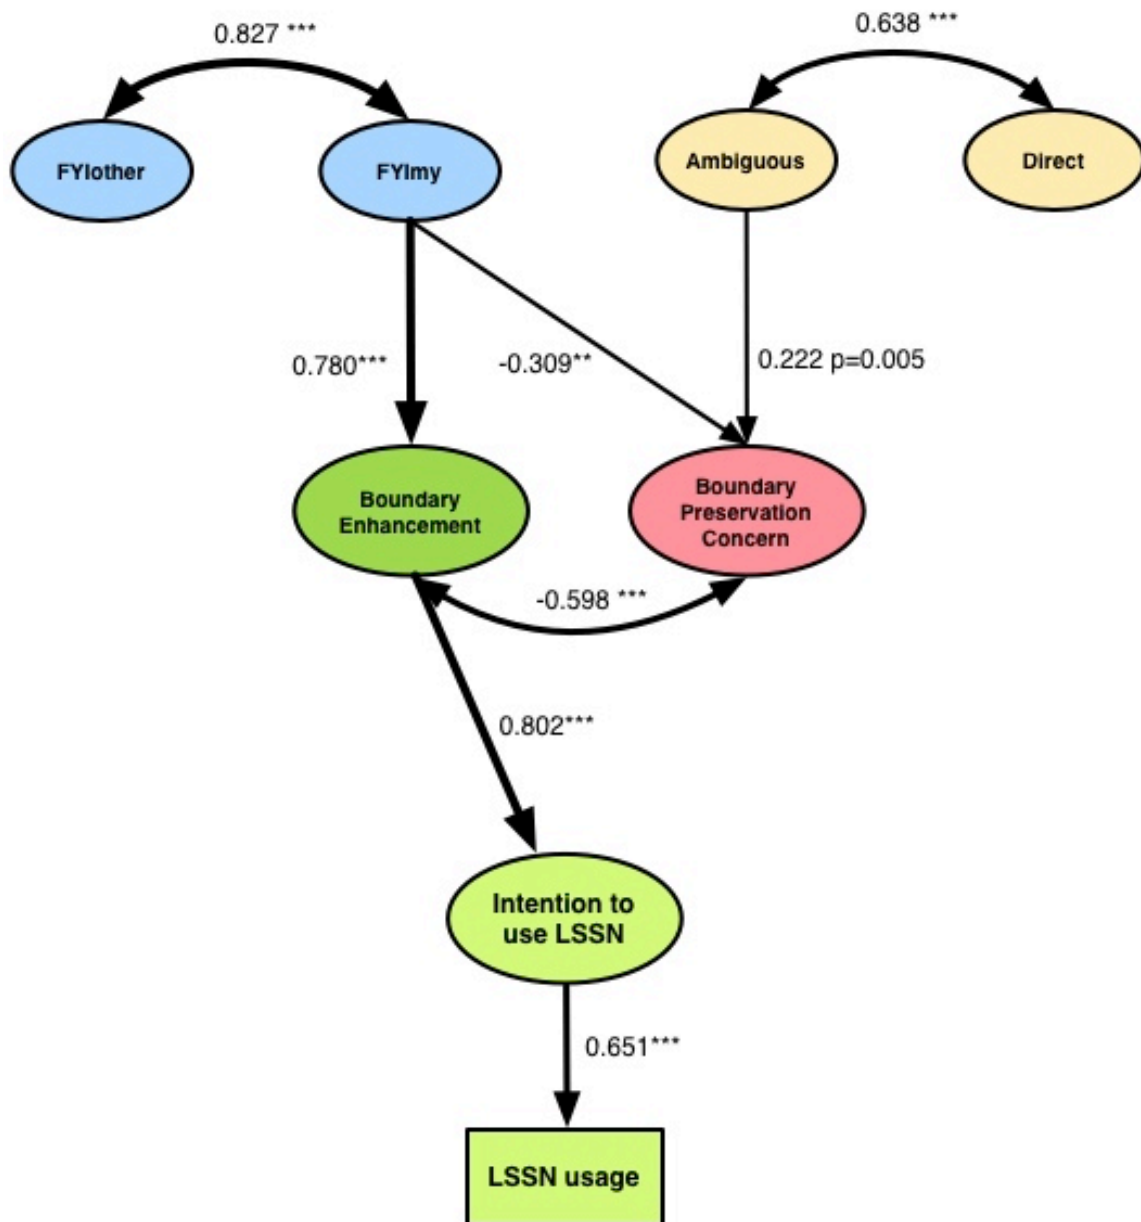 0.827 ***
0.638 ***
FYIother
FYImy
Ambiguous
Direct
0.780***
-0.309**
0.222 p=0.005
Boundary
Enhancement
Boundary
Preservation
Concern
-0.598 ***
0.802***
Intention to
use LSSN
0.651***
LSSN usage